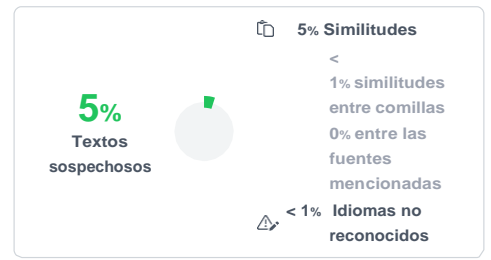 5%
Textos
sospechosos
5% Similitudes
<
1% similitudes
entre comillas
0% entre las
fuentes
mencionadas
< 1% Idiomas no
reconocidos